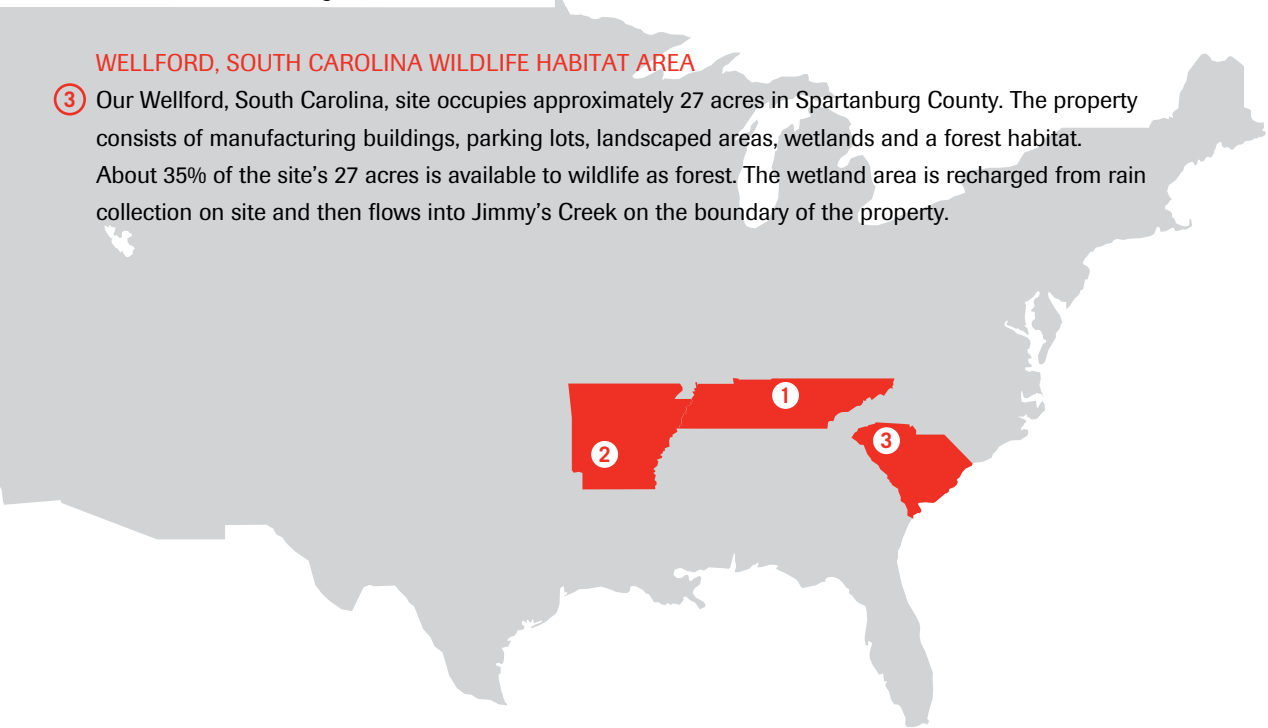 WELLFORD, SOUTH CAROLINA WILDLIFE HABITAT AREA
3 Our Wellford, South Carolina, site occupies approximately 27 acres in Spartanburg County. The property
consists of manufacturing buildings, parking lots, landscaped areas, wetlands and a forest habitat.
About 35% of the site’s 27 acres is available to wildlife as forest. The wetland area is recharged from rain
collection on site and then flows into Jimmy’s Creek on the boundary of the property.
1
2
3